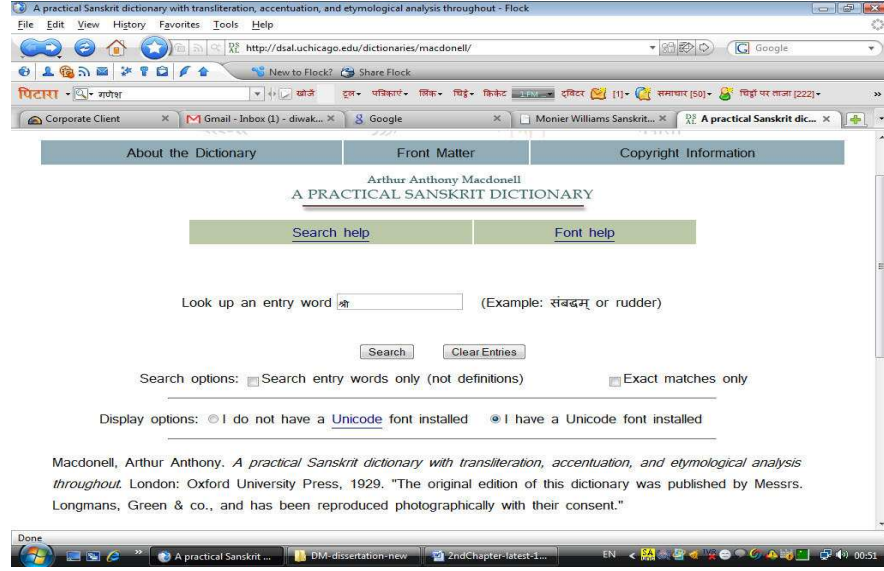 A practical Sanskrit dictionary with transliteration, accentuation, and etymological analysis throughout - Flock
File Edit View History Favorites Tools Help
http://dsal.uchicago.edu/dictionaries/macdonell/ Google
New to Flock? Share Flock
पिटारा गणेश खोजें टूल- पत्रिकाएं- लिंक- चिट्ठे- क्रिकेट ट्विटर [1]- समाचार [50]- चिट्ठों पर ताजा [222]- »
Corporate Client Gmail - Inbox (1) - diwak... Google Monier Williams Sanskrit... A practical Sanskrit dic...
About the Dictionary Front Matter Copyright Information
Arthur Anthony Macdonell
A PRACTICAL SANSKRIT DICTIONARY
Search help Font help
Look up an entry word श्री (Example: संबद्धम् or rudder)
Search Clear Entries
Search options: Search entry words only (not definitions) Exact matches only
Display options: I do not have a Unicode font installed I have a Unicode font installed
Macdonell, Arthur Anthony. A practical Sanskrit dictionary with transliteration, accentuation, and etymological analysis
throughout. London: Oxford University Press, 1929. "The original edition of this dictionary was published by Messrs.
Longmans, Green & co., and has been reproduced photographically with their consent."
Done
A practical Sanskrit ... DM-dissertation-new 2ndChapter-latest-1... EN 00:51